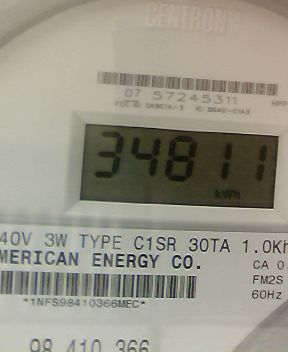 CENTRON®
07 57245311
34811
kWh
40V 3W TYPE C1SR 30TA 1.0Kh
MERICAN ENERGY CO.
CA 0
FM2S
*1NFS98410366MEC*
60Hz
98 410 366